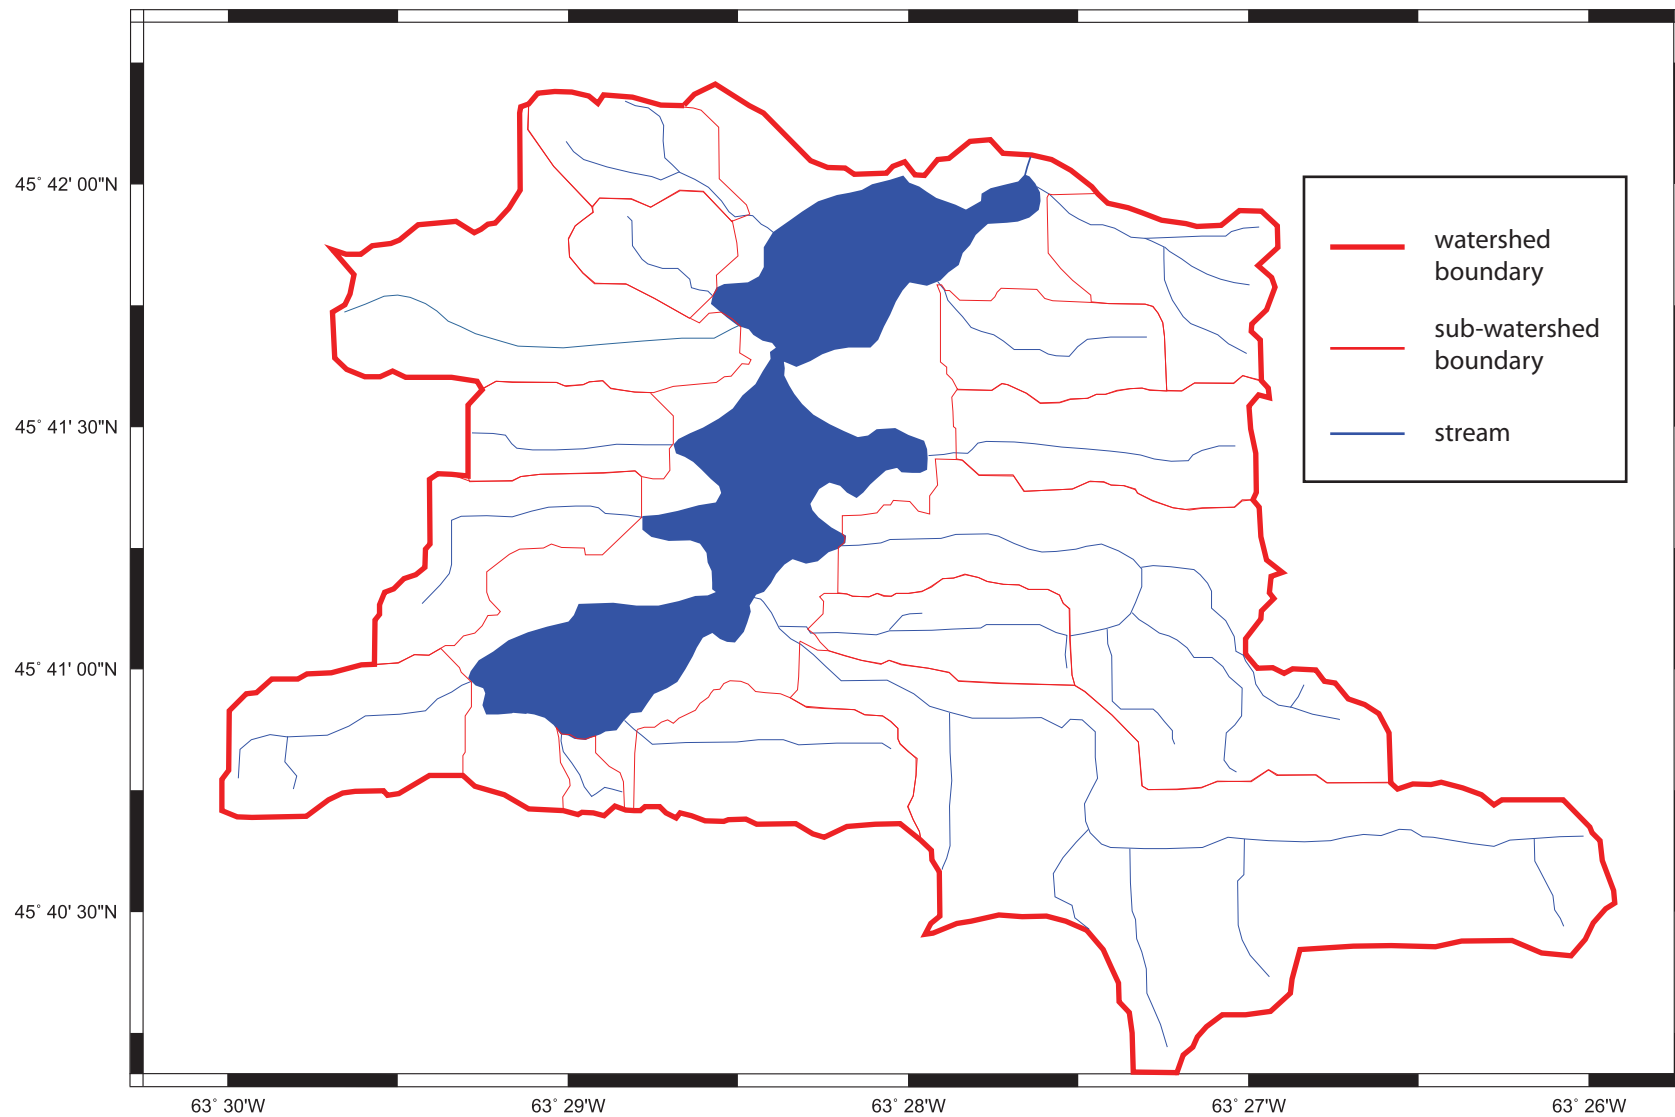 45° 42' 00"N
45° 41' 30"N
45° 41' 00"N
45° 40' 30"N
63° 30'W
63° 29'W
63° 28'W
63° 27'W
63° 26'W
watershed
boundary
sub-watershed
boundary
stream